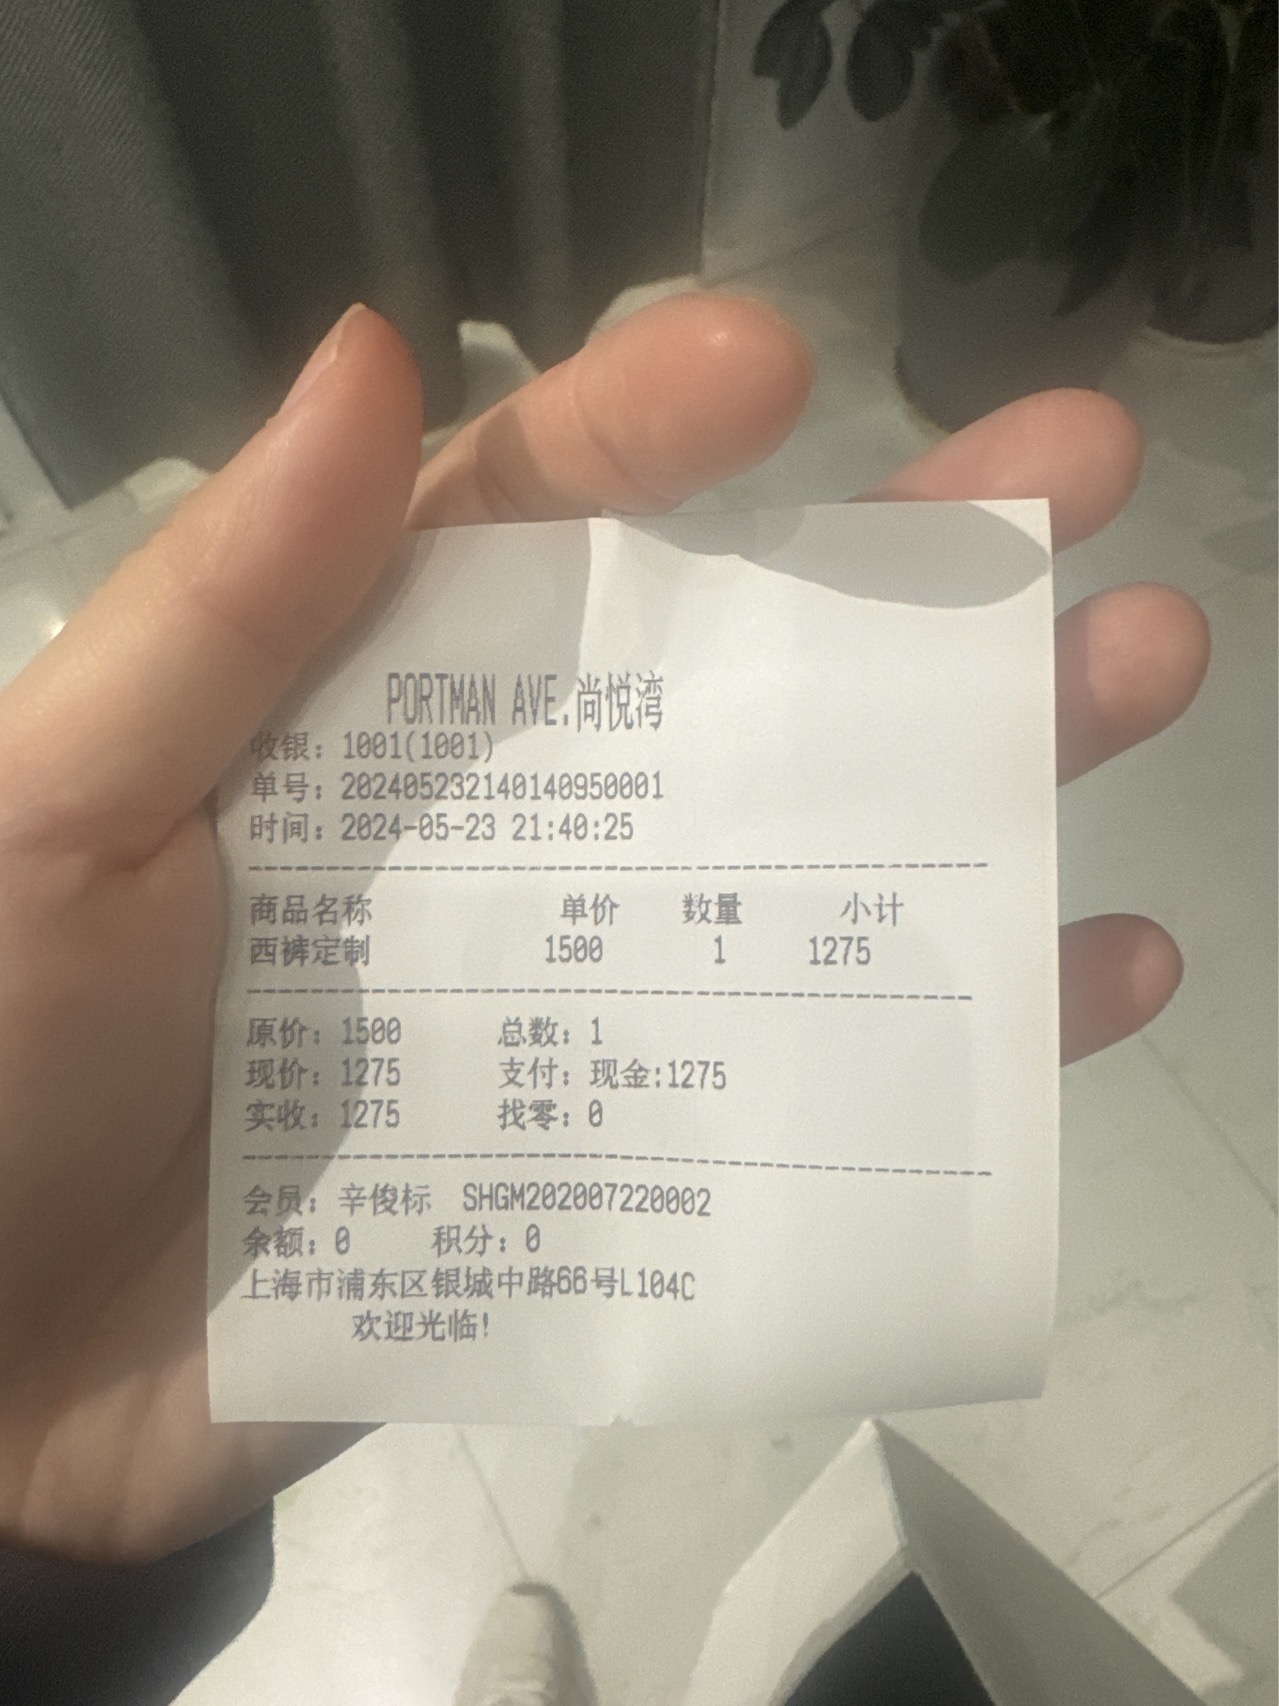 PORTMAN AVE.尚悦湾
收银：1001(1001)
单号：202405232140140950001
时间：2024-05-23 21:40:25
商品名称 单价 数量 小计
西裤定制 1500 1 1275
原价：1500 总数：1
现价：1275 支付：现金:1275
实收：1275 找零：0
会员：辛俊标 SHGM202007220002
余额：0 积分：0
上海市浦东区银城中路66号L104C
欢迎光临！